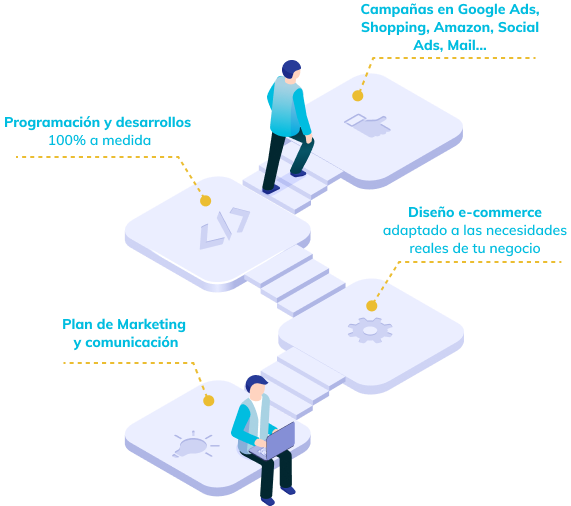 Campañas en Google Ads,
Shopping, Amazon, Social
Ads, Mail...
Programación y desarrollos
100% a medida
Diseño e-commerce
adaptado a las necesidades
reales de tu negocio
Plan de Marketing
y comunicación